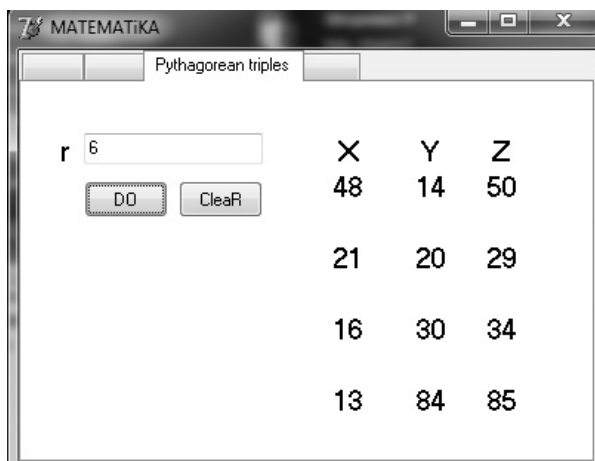 MATEMATiKA
Pythagorean triples
r 6
DO CleaR
X Y Z
48 14 50
21 20 29
16 30 34
13 84 85